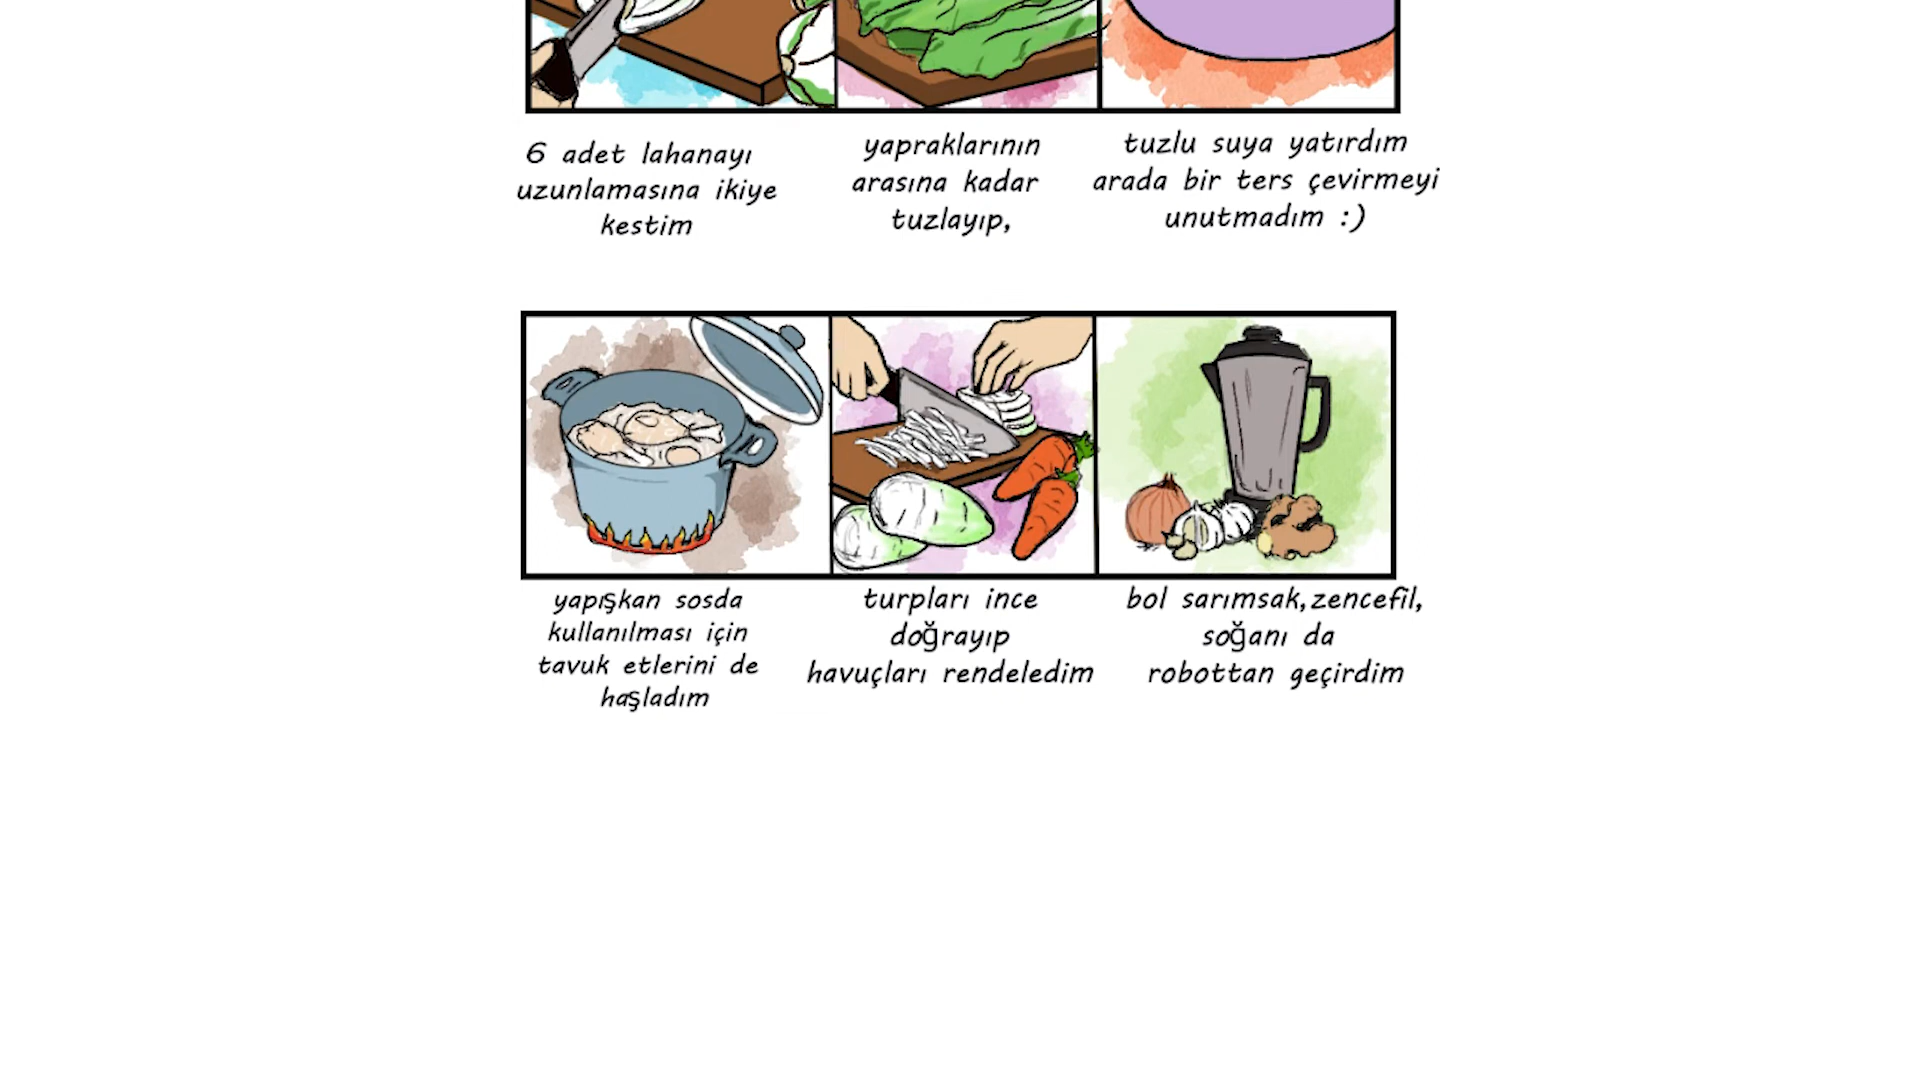 6 adet lahanayı
uzunlamasına ikiye
kestim
yapraklarının
arasına kadar
tuzlayıp,
tuzlu suya yatırdım
arada bir ters çevirmeyi
unutmadım :)
yapışkan sosda
kullanılması için
tavuk etlerini de
haşladım
turpları ince
doğrayıp
havuçları rendeledim
bol sarımsak,zencefil,
soğanı da
robottan geçirdim